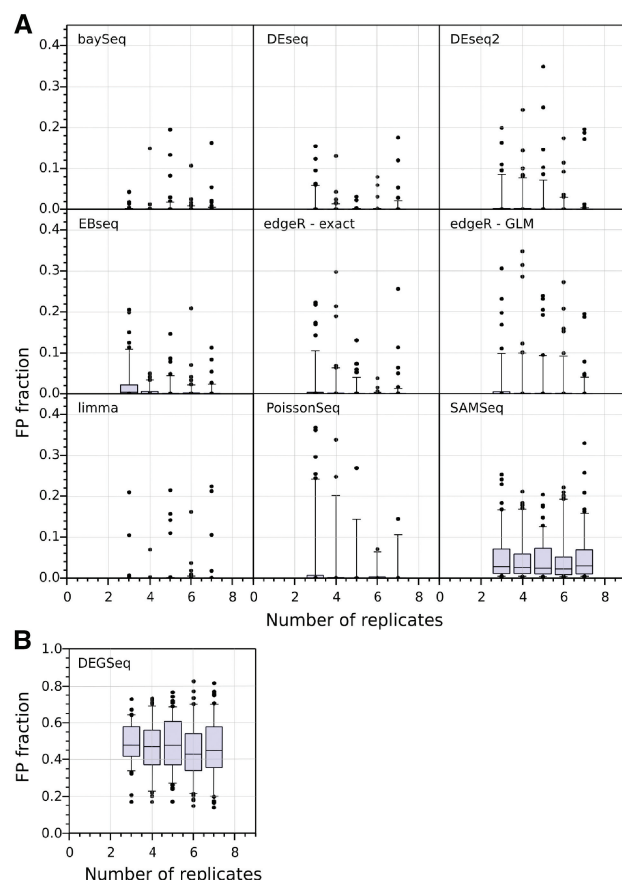 A
baySeq DEseq DEseq2
0.4
0.3
0.2
0.1
0.0
EBseq edgeR - exact edgeR - GLM
0.4
0.3
0.2
0.1
0.0
FP fraction
limma PoissonSeq SAMSeq
0.4
0.3
0.2
0.1
0.0
0 2 4 6 8 0 2 4 6 8 0 2 4 6 8
Number of replicates
B
DEGSeq
1.0
0.8
0.6
0.4
0.2
0.0
FP fraction
0 2 4 6 8
Number of replicates